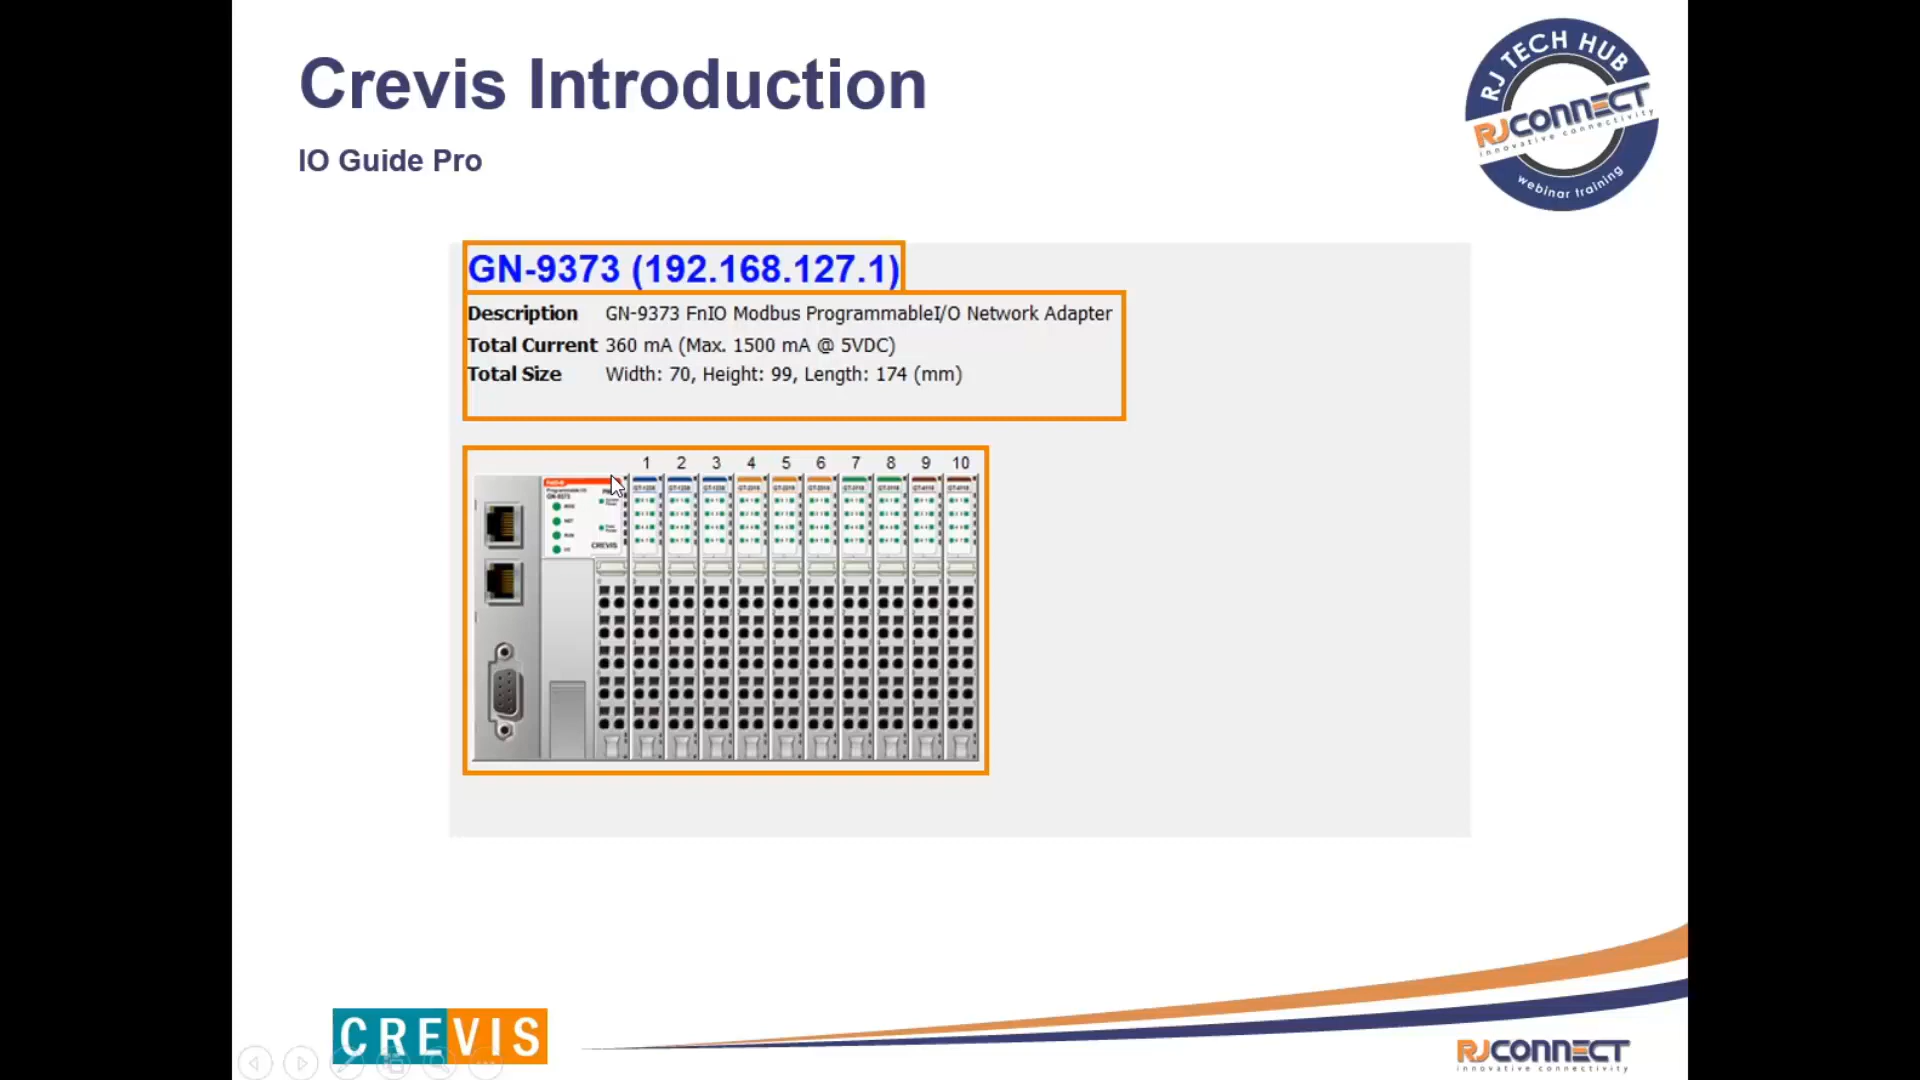 Crevis Introduction
IO Guide Pro
RJ TECH HUB
RJCONNECT
innovative connectivity
webinar training
GN-9373 (192.168.127.1)
Description GN-9373 FnIO Modbus ProgrammableI/O Network Adapter
Total Current 360 mA (Max. 1500 mA @ 5VDC)
Total Size Width: 70, Height: 99, Length: 174 (mm)
1 2 3 4 5 6 7 8 9 10
CREVIS
CREVIS
RJCONNECT
innovative connectivity